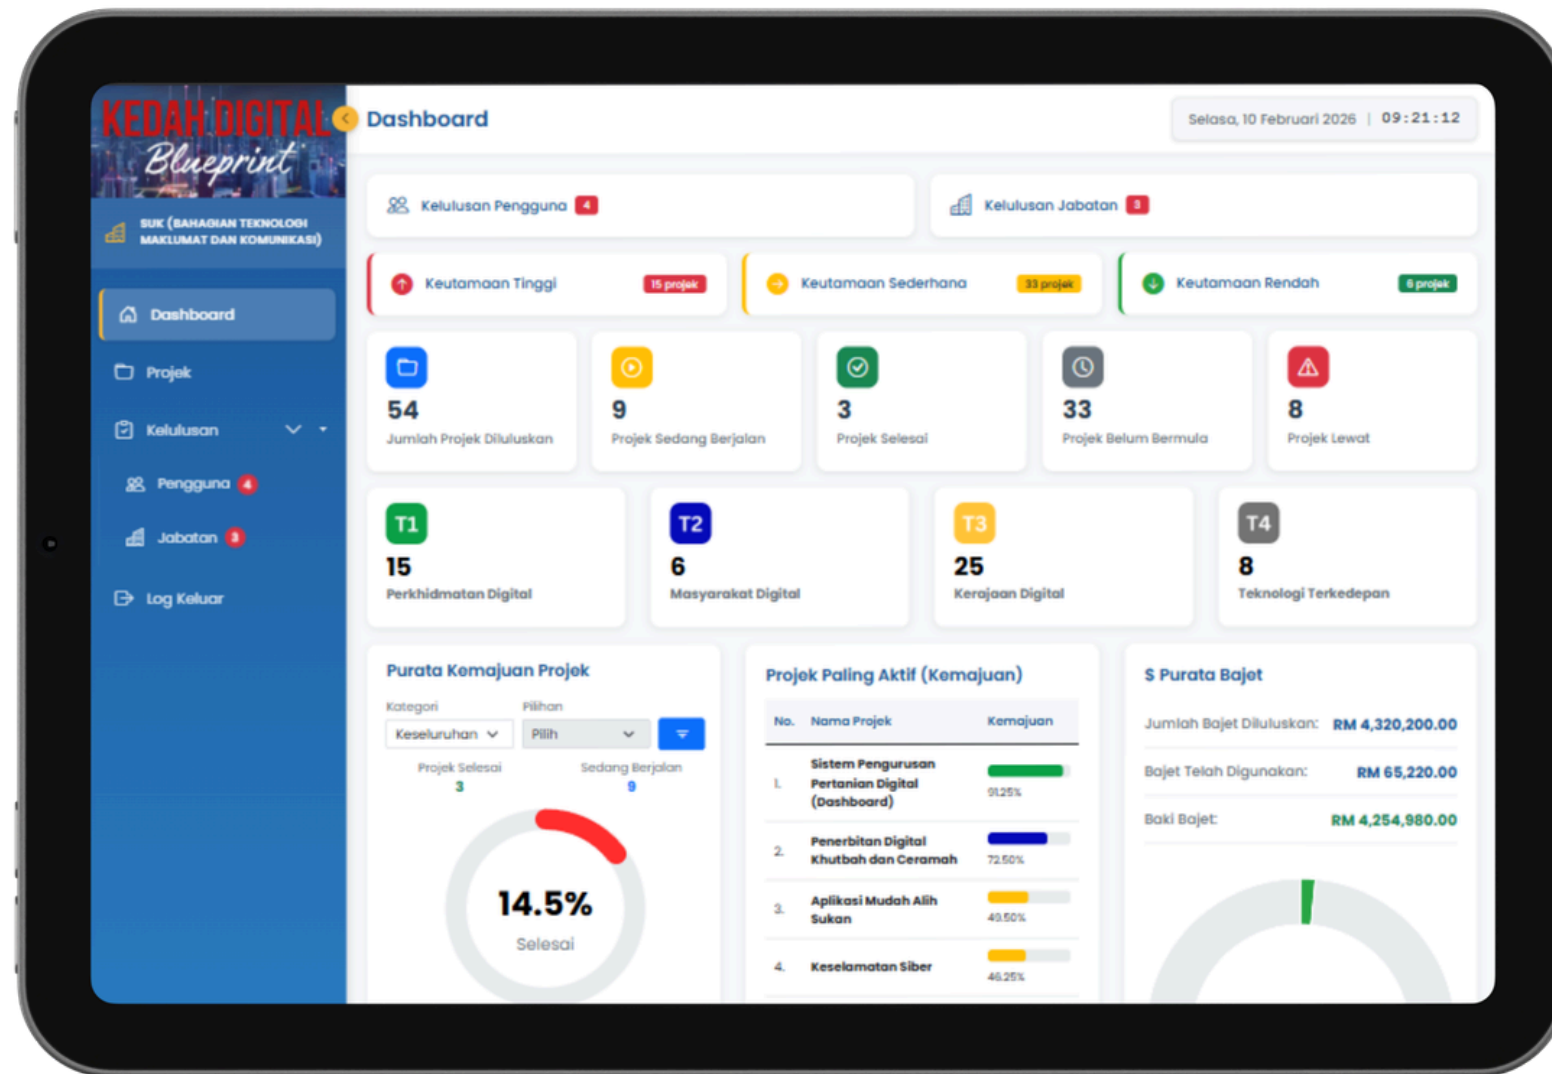 KEDAH DIGITAL
Blueprint
SUK (BAHAGIAN TEKNOLOGI
MAKLUMAT DAN KOMUNIKASI)
Dashboard
Projek
Kelulusan
Pengguna 4
Jabatan 3
Log Keluar
Dashboard
Selasa, 10 Februari 2026 | 09:21:12
Kelulusan Pengguna 4
Kelulusan Jabatan 3
Keutamaan Tinggi 15 projek
Keutamaan Sederhana 33 projek
Keutamaan Rendah 6 projek
54
Jumlah Projek Diluluskan
9
Projek Sedang Berjalan
3
Projek Selesai
33
Projek Belum Bermula
8
Projek Lewat
T1
15
Perkhidmatan Digital
T2
6
Masyarakat Digital
T3
25
Kerajaan Digital
T4
8
Teknologi Terkedepan
Purata Kemajuan Projek
Kategori Pilihan
Keseluruhan Pilih
Projek Selesai Sedang Berjalan
3 9
14.5%
Selesai
Projek Paling Aktif (Kemajuan)
No. Nama Projek Kemajuan
1. Sistem Pengurusan
Pertanian Digital
(Dashboard)
91.25%
2. Penerbitan Digital
Khutbah dan Ceramah
72.50%
3. Aplikasi Mudah Alih
Sukan
49.50%
4. Keselamatan Siber
46.25%
$ Purata Bajet
Jumlah Bajet Diluluskan: RM 4,320,200.00
Bajet Telah Digunakan: RM 65,220.00
Baki Bajet: RM 4,254,980.00